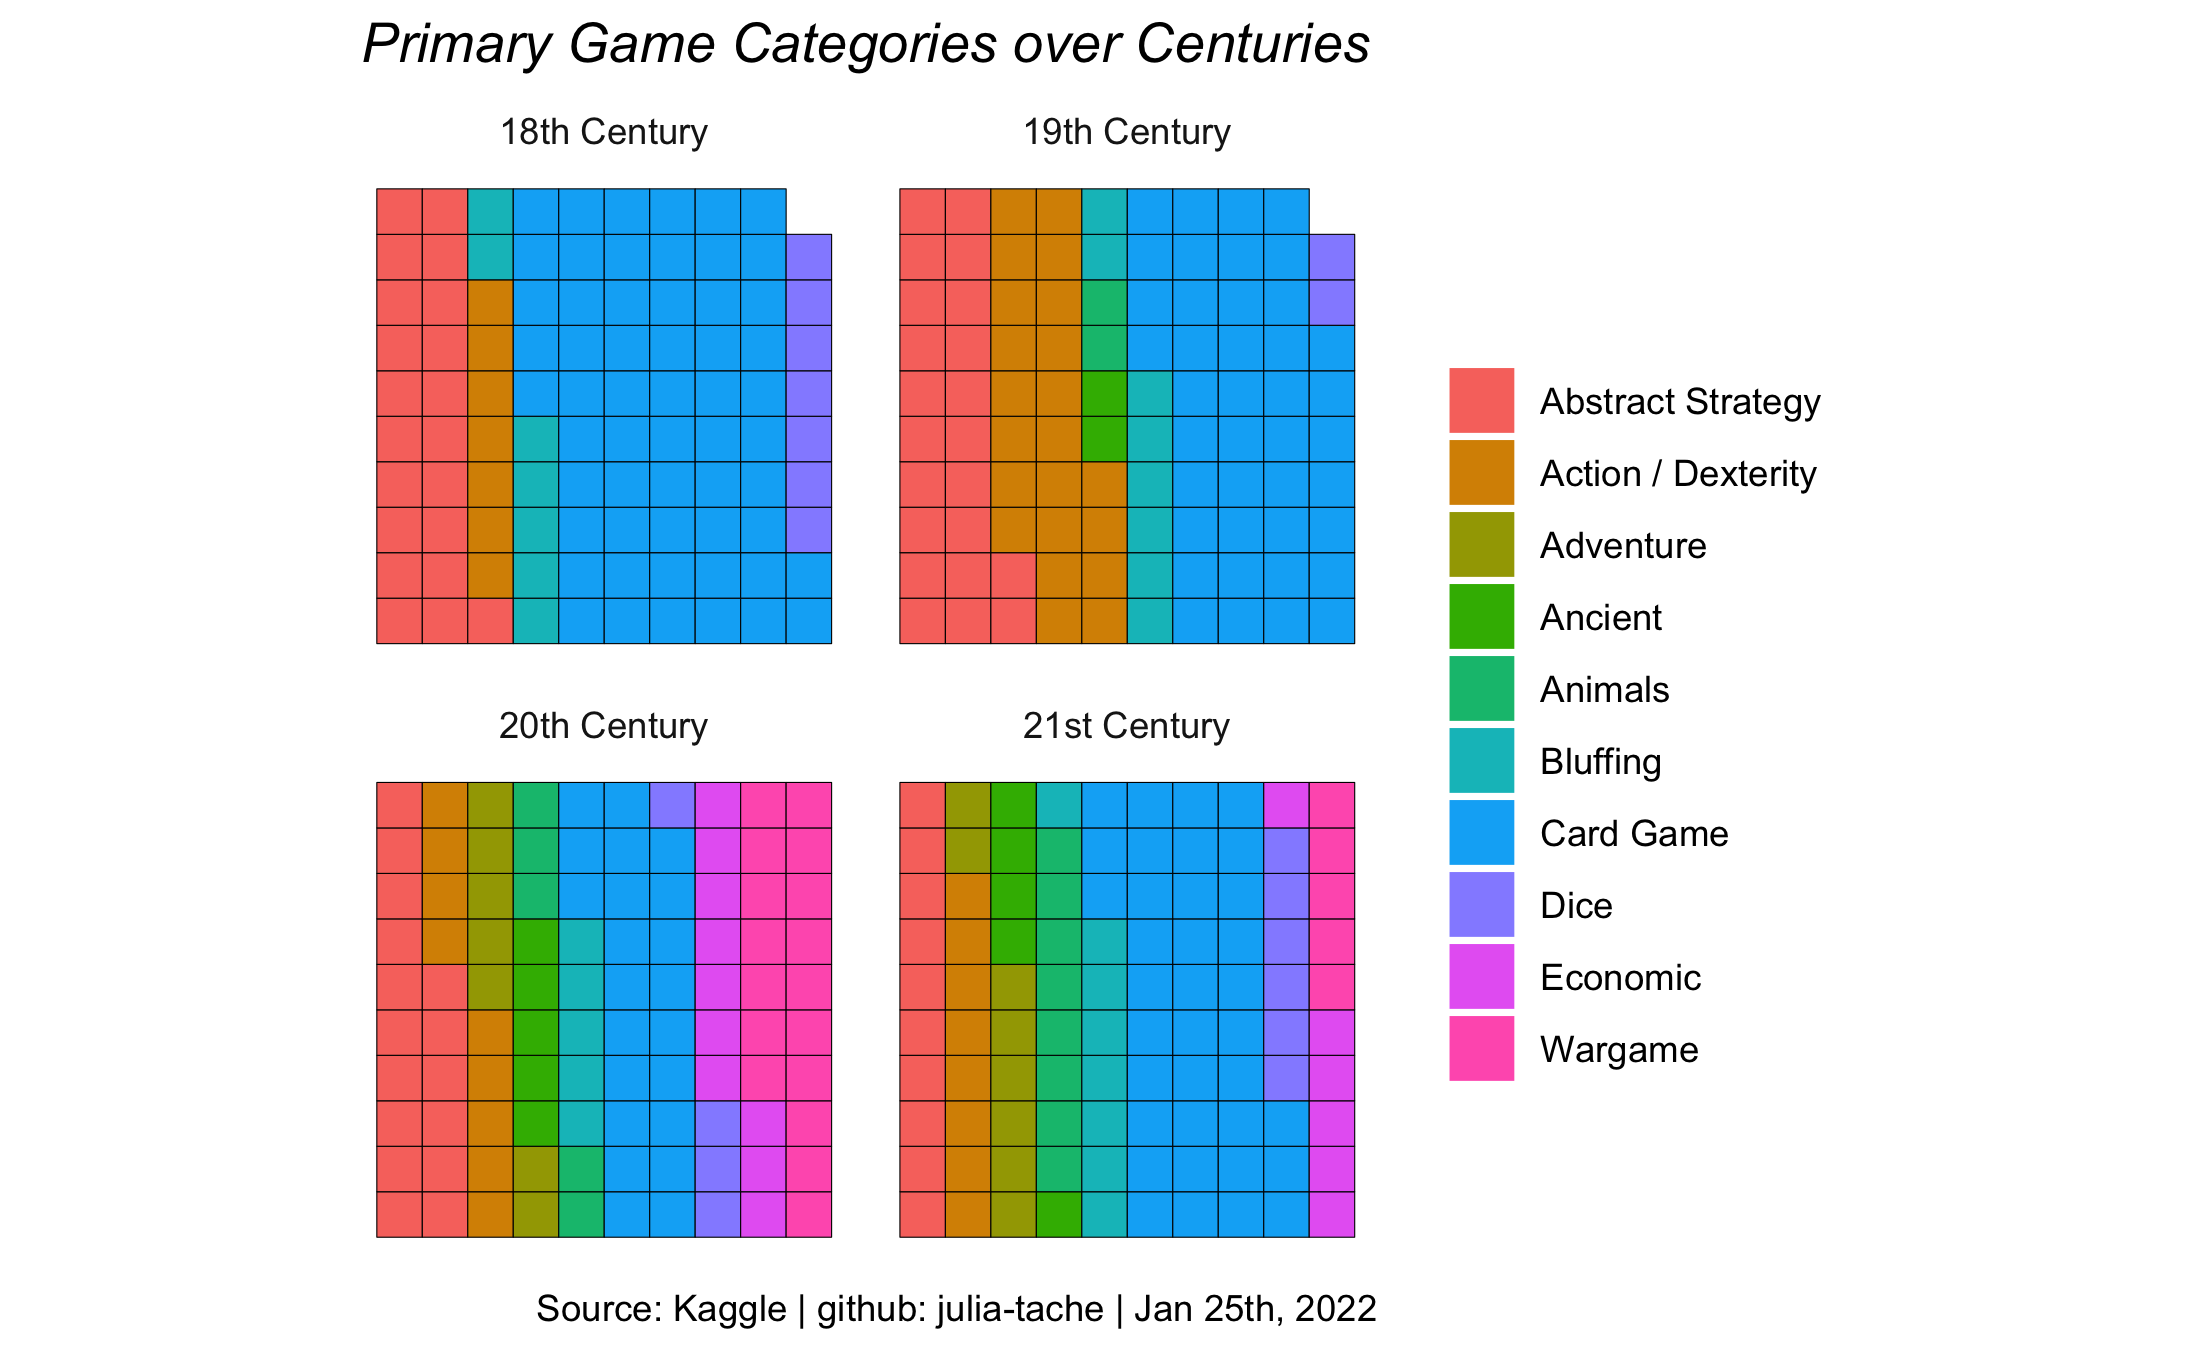 Primary Game Categories over Centuries
18th Century
19th Century
20th Century
21st Century
Abstract Strategy
Action / Dexterity
Adventure
Ancient
Animals
Bluffing
Card Game
Dice
Economic
Wargame
Source: Kaggle | github: julia-tache | Jan 25th, 2022